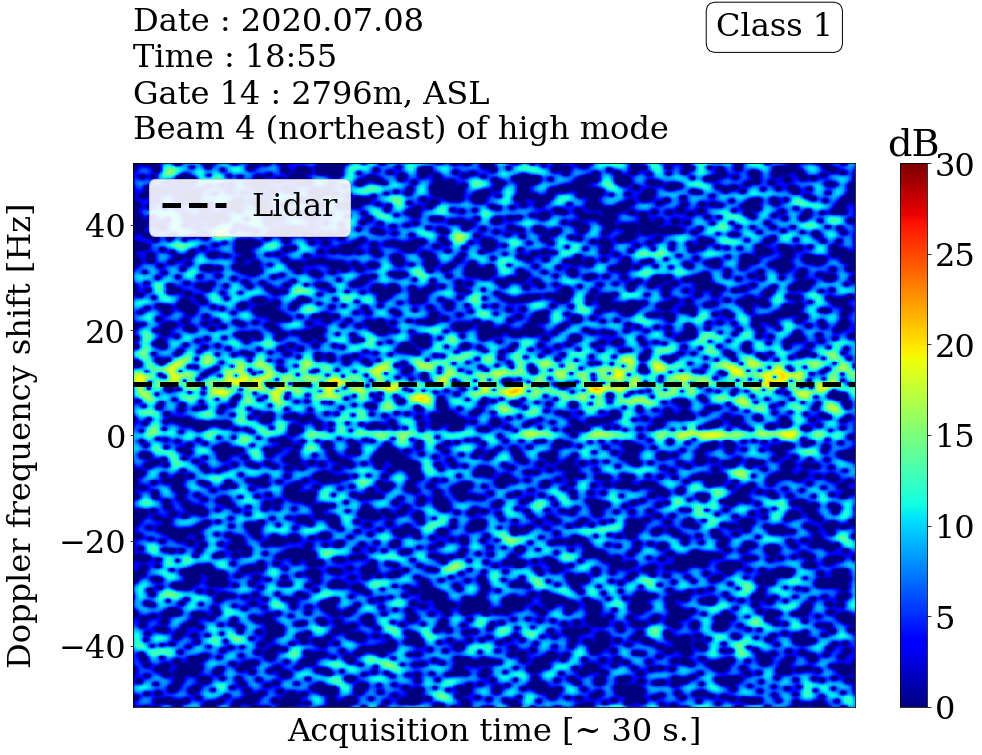 Date : 2020.07.08
Time : 18:55
Gate 14 : 2796m, ASL
Beam 4 (northeast) of high mode
Class 1
dB
Lidar
Doppler frequency shift [Hz]
40
20
0
−20
−40
30
25
20
15
10
5
0
Acquisition time [~ 30 s.]